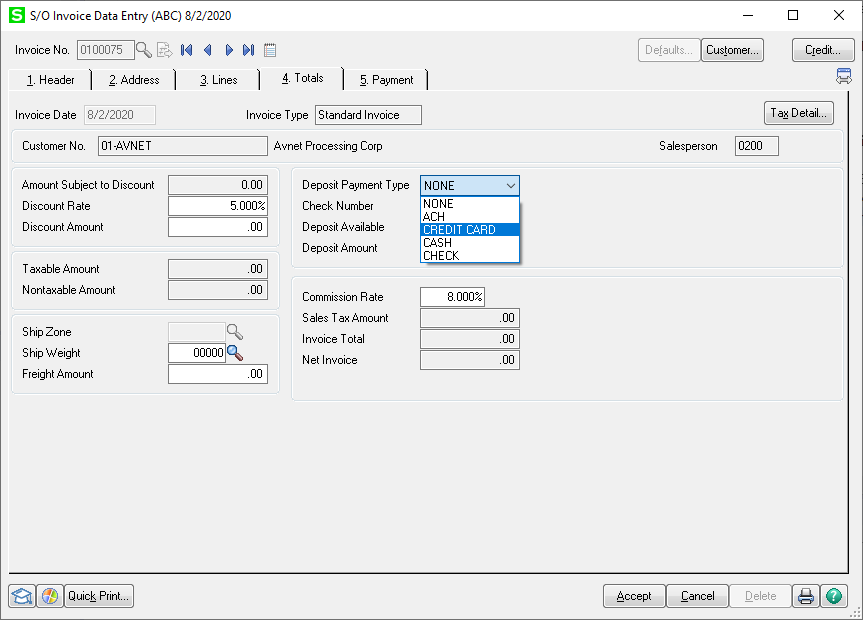 S S/O Invoice Data Entry (ABC) 8/2/2020
Invoice No. 0100075 Defaults... Customer... Credit...
1. Header 2. Address 3. Lines 4. Totals 5. Payment
Invoice Date 8/2/2020 Invoice Type Standard Invoice Tax Detail...
Customer No. 01-AVNET Avnet Processing Corp Salesperson 0200
Amount Subject to Discount 0.00
Discount Rate 5.000%
Discount Amount .00
Taxable Amount .00
Nontaxable Amount .00
Ship Zone
Ship Weight 00000
Freight Amount .00
Deposit Payment Type NONE
Check Number
Deposit Available
Deposit Amount
NONE
ACH
CREDIT CARD
CASH
CHECK
Commission Rate 8.000%
Sales Tax Amount .00
Invoice Total .00
Net Invoice .00
Quick Print... Accept Cancel Delete ?